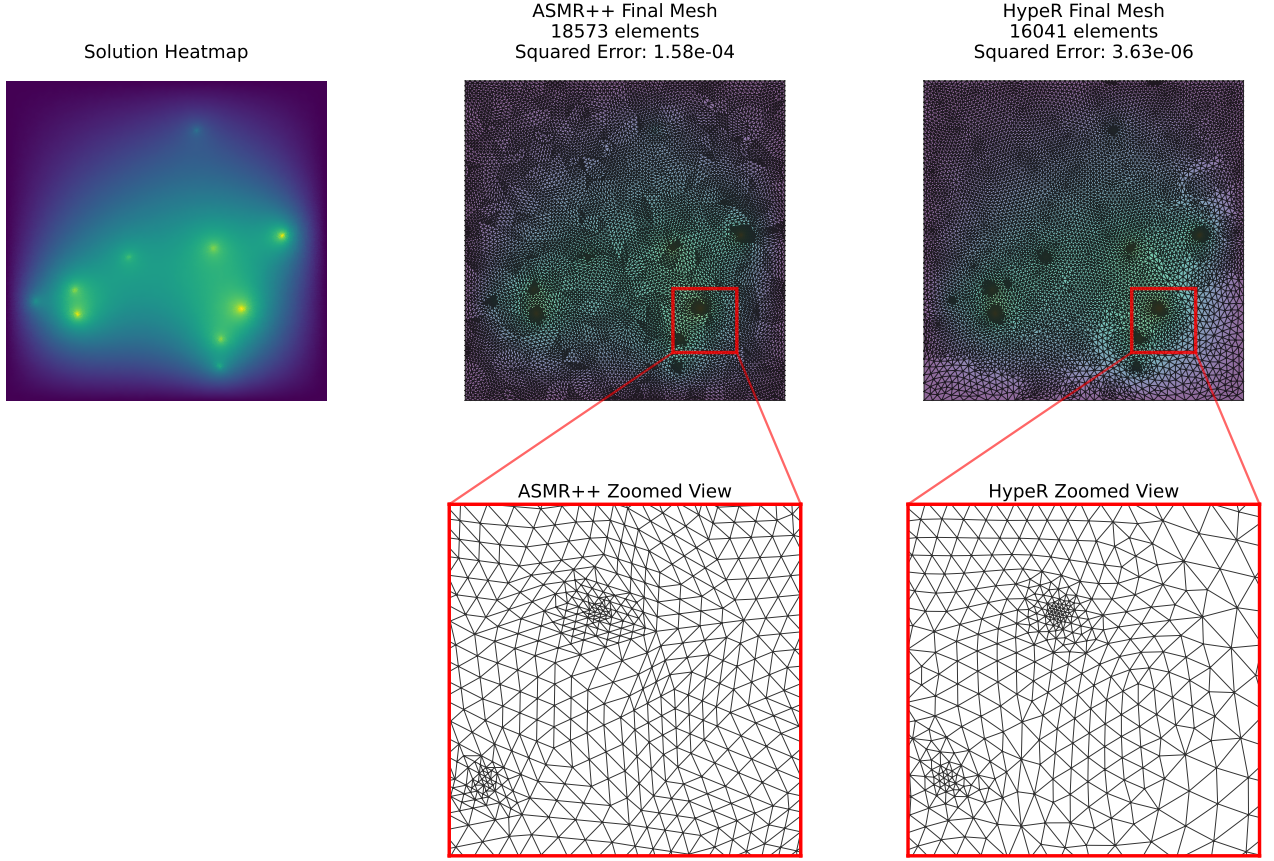 Solution Heatmap
ASMR++ Final Mesh
18573 elements
Squared Error: 1.58e-04
HypeR Final Mesh
16041 elements
Squared Error: 3.63e-06
ASMR++ Zoomed View
HypeR Zoomed View